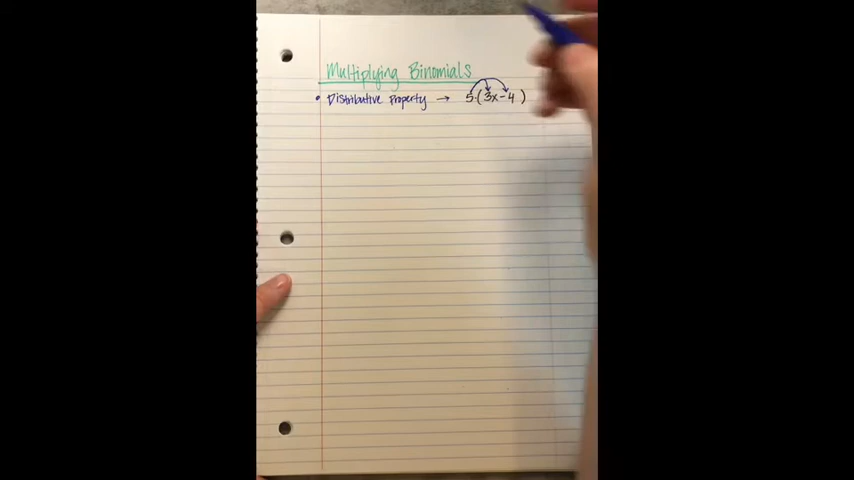 Multiplying Binomials
• Distributive Property → 5·(3x-4)